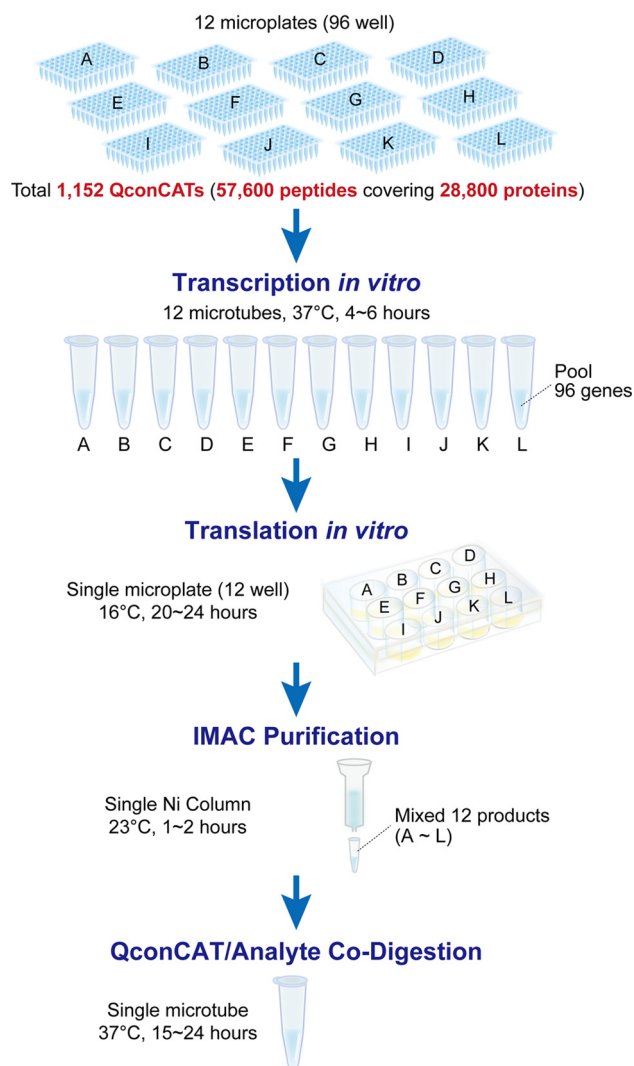 12 microplates (96 well)
A B C D
E F G H
I J K L
Total 1,152 QconCATs (57,600 peptides covering 28,800 proteins)
Transcription in vitro
12 microtubes, 37°C, 4~6 hours
Pool
96 genes
A B C D E F G H I J K L
Translation in vitro
Single microplate (12 well)
16°C, 20~24 hours
A B C D
E F G H
I J K L
IMAC Purification
Single Ni Column
23°C, 1~2 hours
Mixed 12 products
(A ~ L)
QconCAT/Analyte Co-Digestion
Single microtube
37°C, 15~24 hours